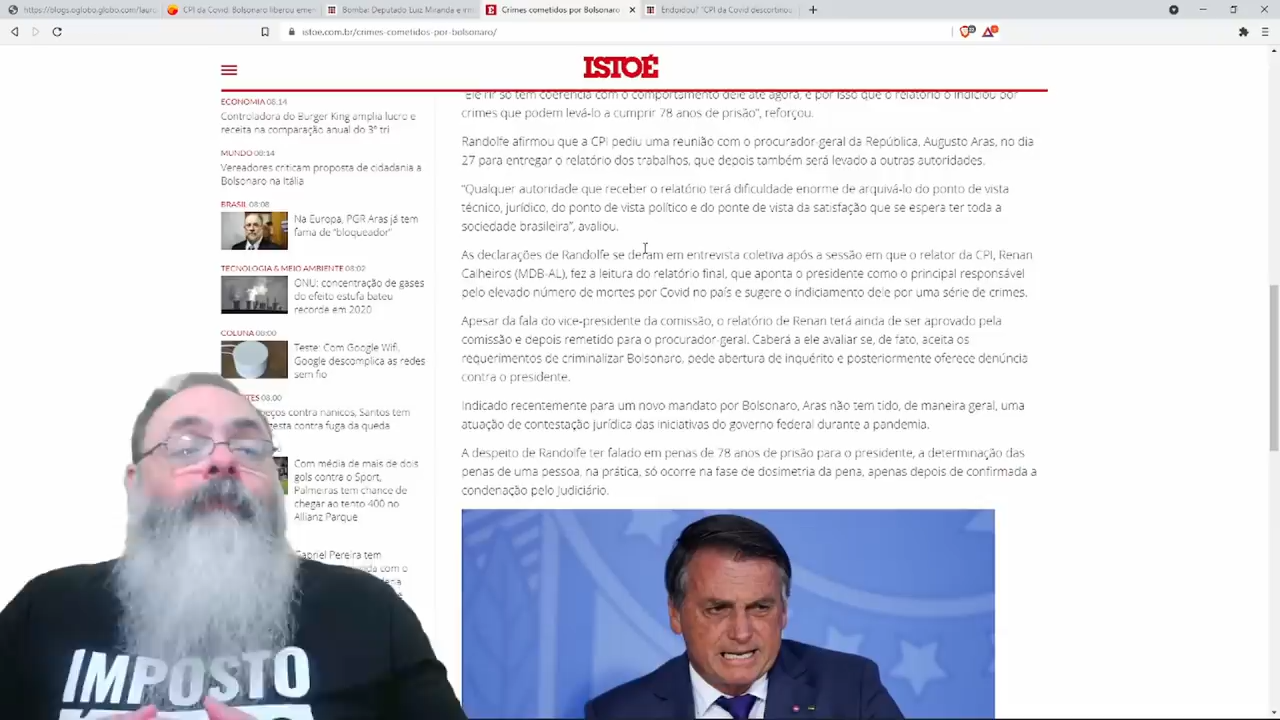 https://blogs.oglobo.globo.com/laur
CPI da Covid: Bolsonaro liberou emen
Bomba: Deputado Luiz Miranda e irm
Crimes cometidos por Bolsonaro
Endoidou? "CPI da Covid descortinou
istoe.com.br/crimes-cometidos-por-bolsonaro/
ISTOÉ
ECONOMIA 08:14
Controladora do Burger King amplia lucro e
receita na comparação anual do 3º tri
MUNDO 08:14
Vereadores criticam proposta de cidadania a
Bolsonaro na Itália
BRASIL 08:08
Na Europa, PGR Aras já tem
fama de "bloqueador"
TECNOLOGIA & MEIO AMBIENTE 08:02
ONU: concentração de gases
do efeito estufa bateu
recorde em 2020
COLUNA 08:00
Teste: Com Google Wifi,
Google descomplica as redes
sem fio
08:00
contra nanicos, Santos tem
contra fuga da queda
Com média de mais de dois
gols contra o Sport,
Palmeiras tem chance de
chegar ao tento 400 no
Allianz Parque
Gabriel Pereira tem
com o
"Ele rir só tem coerência com o comportamento dele até agora, e por isso que o relatório o indiciou por
crimes que podem levá-lo a cumprir 78 anos de prisão", reforçou.
Randolfe afirmou que a CPI pediu uma reunião com o procurador-geral da República, Augusto Aras, no dia
27 para entregar o relatório dos trabalhos, que depois também será levado a outras autoridades.
"Qualquer autoridade que receber o relatório terá dificuldade enorme de arquivá-lo do ponto de vista
técnico, jurídico, do ponto de vista político e do ponte de vista da satisfação que se espera ter toda a
sociedade brasileira", avaliou.
As declarações de Randolfe se deram em entrevista coletiva após a sessão em que o relator da CPI, Renan
Calheiros (MDB-AL), fez a leitura do relatório final, que aponta o presidente como o principal responsável
pelo elevado número de mortes por Covid no país e sugere o indiciamento dele por uma série de crimes.
Apesar da fala do vice-presidente da comissão, o relatório de Renan terá ainda de ser aprovado pela
comissão e depois remetido para o procurador-geral. Caberá a ele avaliar se, de fato, aceita os
requerimentos de criminalizar Bolsonaro, pede abertura de inquérito e posteriormente oferece denúncia
contra o presidente.
Indicado recentemente para um novo mandato por Bolsonaro, Aras não tem tido, de maneira geral, uma
atuação de contestação jurídica das iniciativas do governo federal durante a pandemia.
A despeito de Randolfe ter falado em penas de 78 anos de prisão para o presidente, a determinação das
penas de uma pessoa, na prática, só ocorre na fase de dosimetria da pena, apenas depois de confirmada a
condenação pelo Judiciário.
IMPOSTO